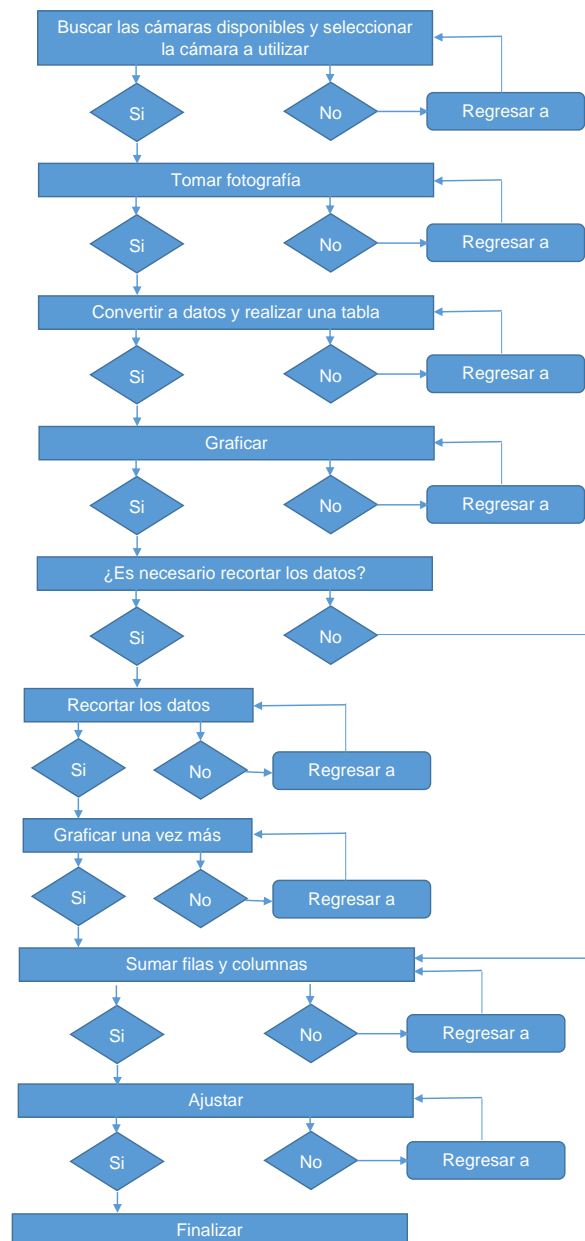 Buscar las cámaras disponibles y seleccionar
la cámara a utilizar
Si
No
Regresar a
Tomar fotografía
Si
No
Regresar a
Convertir a datos y realizar una tabla
Si
No
Regresar a
Graficar
Si
No
Regresar a
¿Es necesario recortar los datos?
Si
No
Recortar los datos
Si
No
Regresar a
Graficar una vez más
Si
No
Regresar a
Sumar filas y columnas
Si
No
Regresar a
Ajustar
Si
No
Regresar a
Finalizar